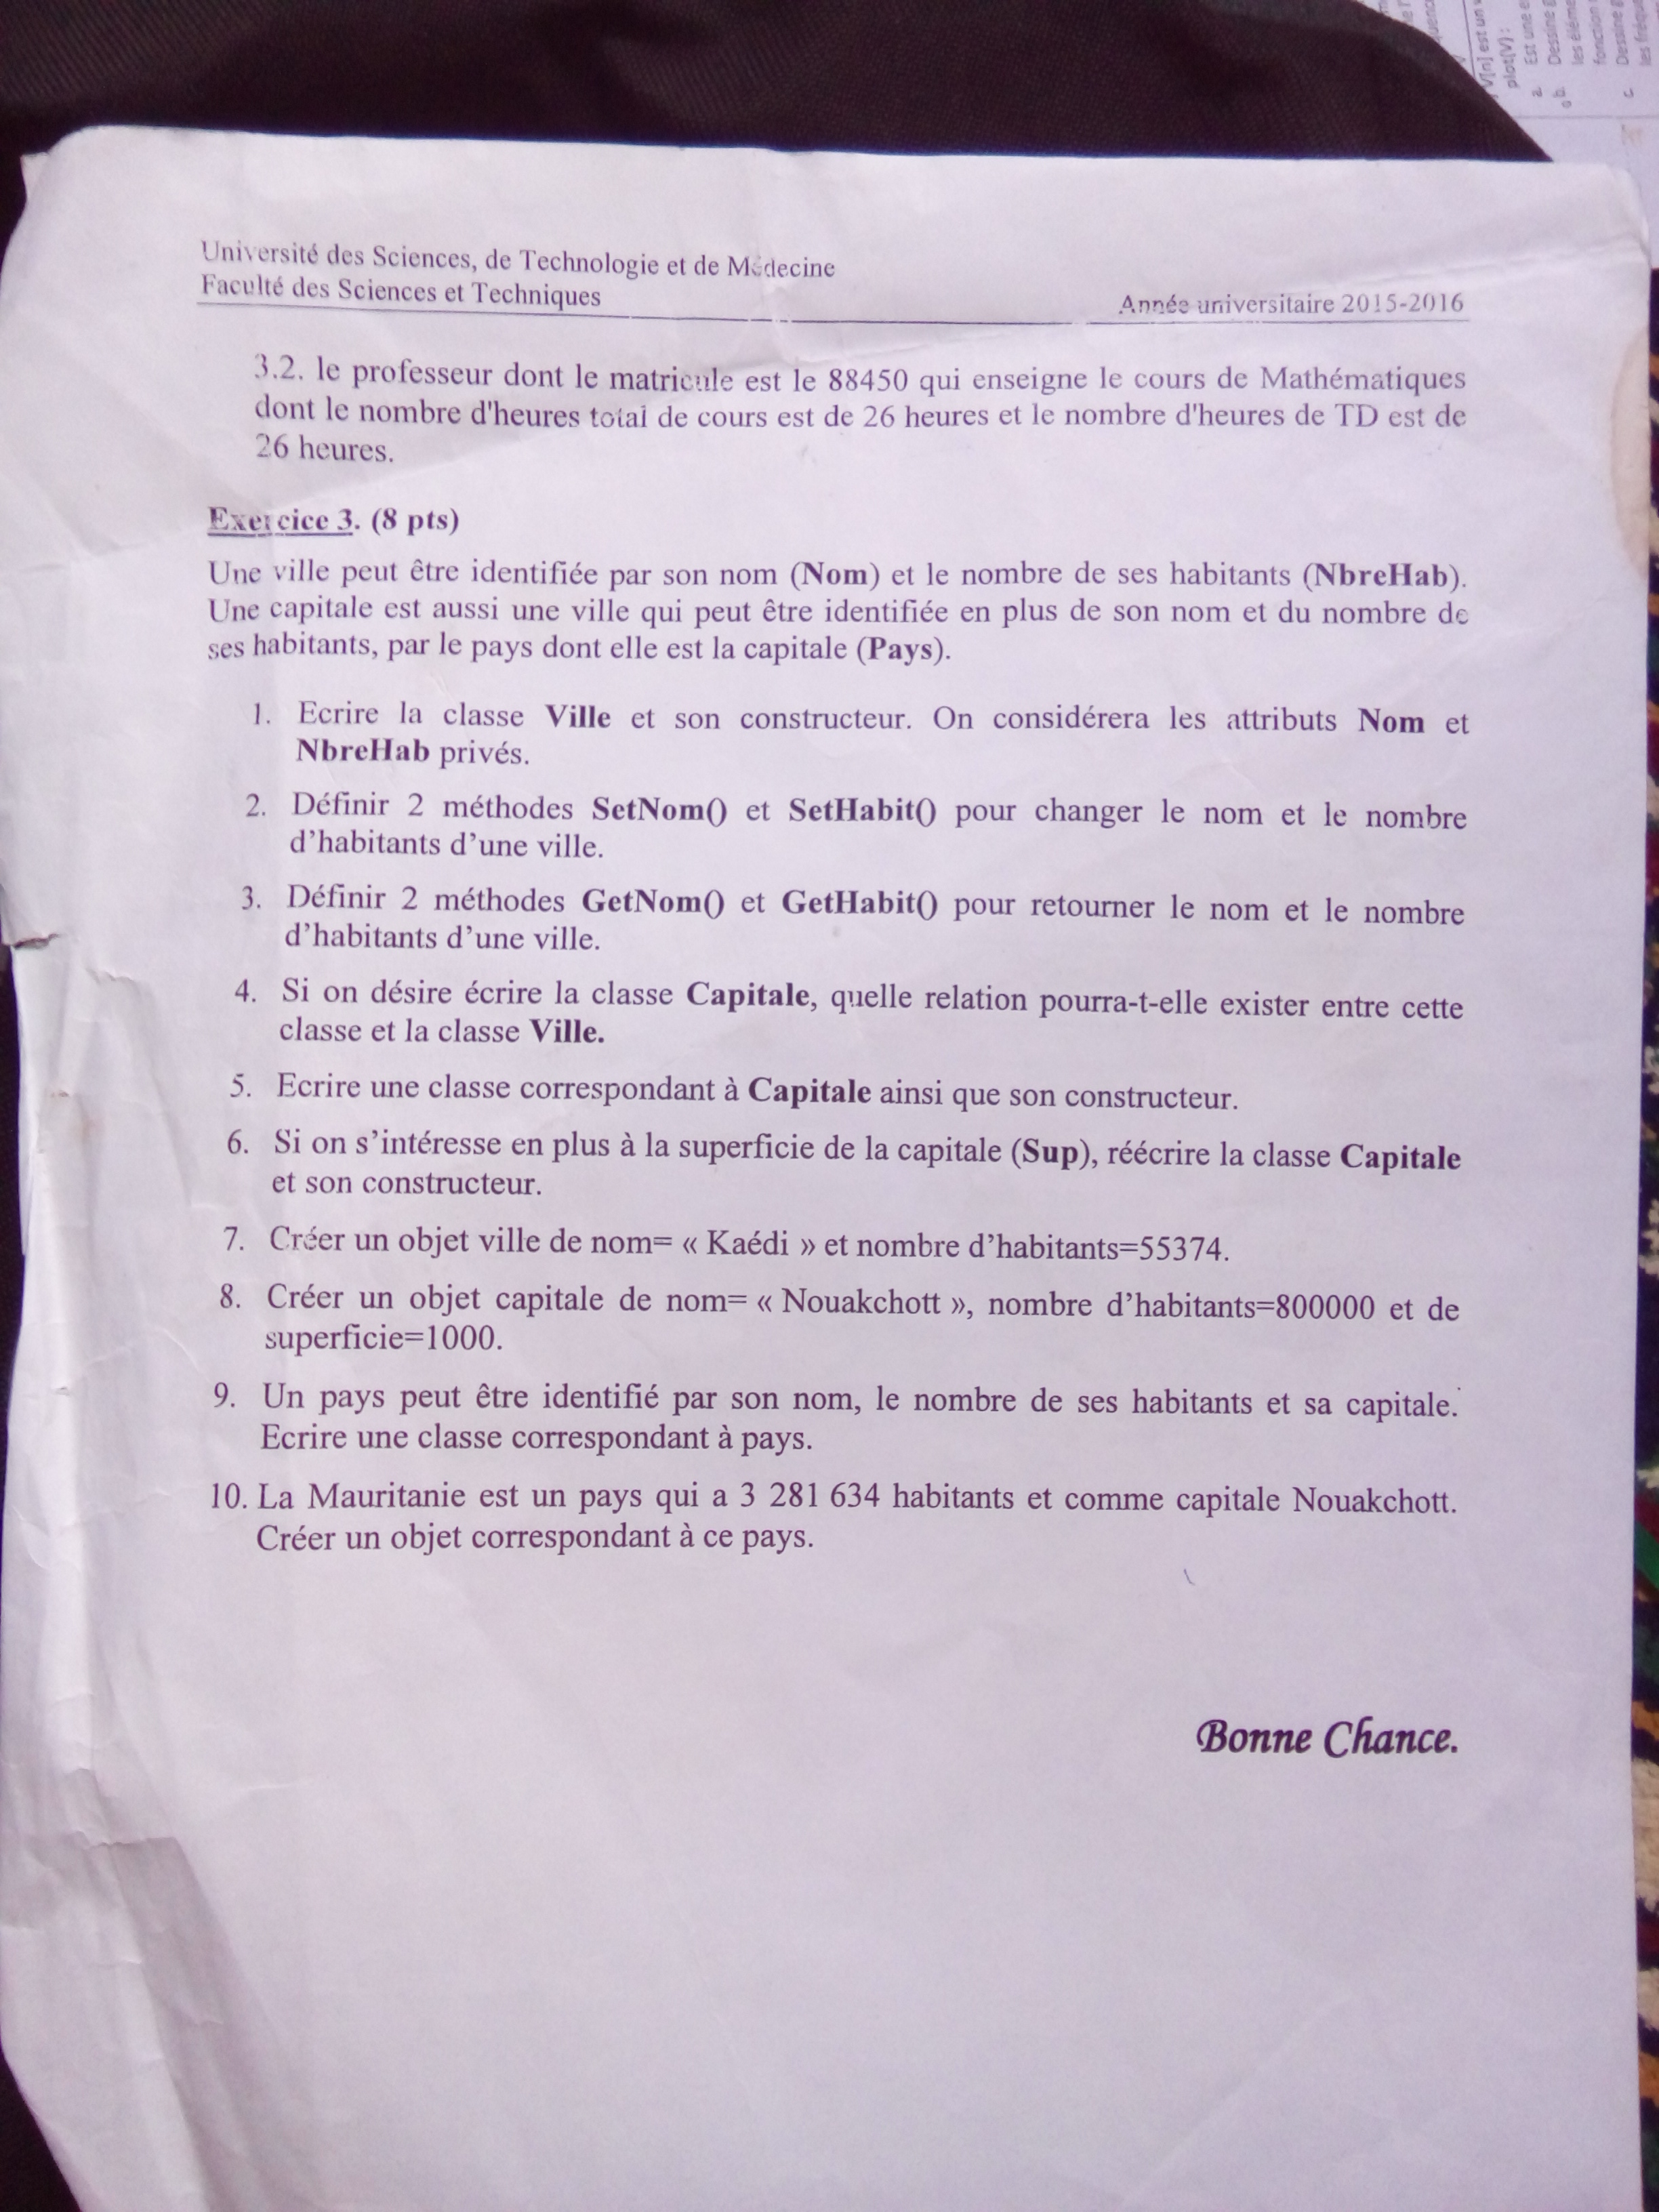 Université des Sciences, de Technologie et de Médecine
Faculté des Sciences et Techniques
Année universitaire 2015-2016
3.2. le professeur dont le matricule est le 88450 qui enseigne le cours de Mathématiques
dont le nombre d'heures total de cours est de 26 heures et le nombre d'heures de TD est de
26 heures.
Exercice 3. (8 pts)
Une ville peut être identifiée par son nom (Nom) et le nombre de ses habitants (NbreHab).
Une capitale est aussi une ville qui peut être identifiée en plus de son nom et du nombre de
ses habitants, par le pays dont elle est la capitale (Pays).
1. Ecrire la classe Ville et son constructeur. On considérera les attributs Nom et
NbreHab privés.
2. Définir 2 méthodes SetNom() et SetHabit() pour changer le nom et le nombre
d’habitants d’une ville.
3. Définir 2 méthodes GetNom() et GetHabit() pour retourner le nom et le nombre
d’habitants d’une ville.
4. Si on désire écrire la classe Capitale, quelle relation pourra-t-elle exister entre cette
classe et la classe Ville.
5. Ecrire une classe correspondant à Capitale ainsi que son constructeur.
6. Si on s’intéresse en plus à la superficie de la capitale (Sup), réécrire la classe Capitale
et son constructeur.
7. Créer un objet ville de nom= « Kaédi » et nombre d’habitants=55374.
8. Créer un objet capitale de nom= « Nouakchott », nombre d’habitants=800000 et de
superficie=1000.
9. Un pays peut être identifié par son nom, le nombre de ses habitants et sa capitale.
Ecrire une classe correspondant à pays.
10. La Mauritanie est un pays qui a 3 281 634 habitants et comme capitale Nouakchott.
Créer un objet correspondant à ce pays.
Bonne Chance.
V[n] est un
plot(V) :
a. Est une
b. Dessine
les
fonction
c. Dessine
les